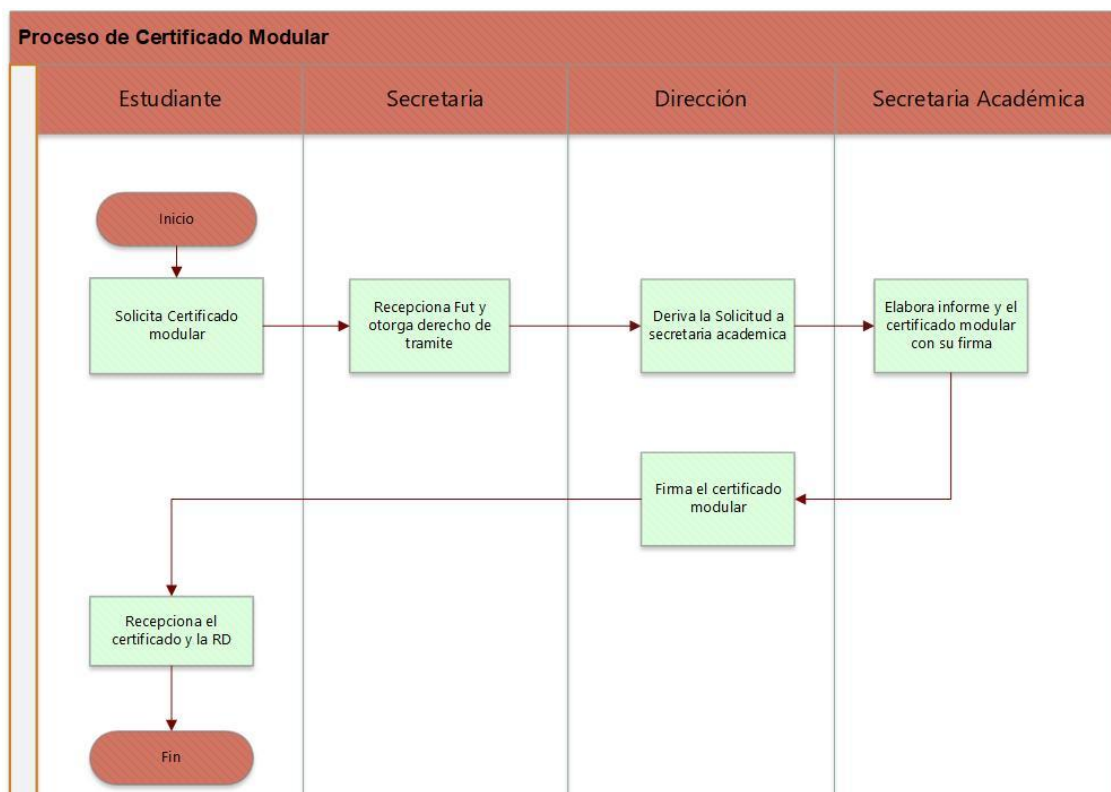 Proceso de Certificado Modular
Estudiante
Secretaria
Dirección
Secretaria Académica
Inicio
Solicita Certificado
modular
Recepciona Fut y
otorga derecho de
tramite
Deriva la Solicitud a
secretaria academica
Elabora informe y el
certificado modular
con su firma
Firma el certificado
modular
Recepciona el
certificado y la RD
Fin